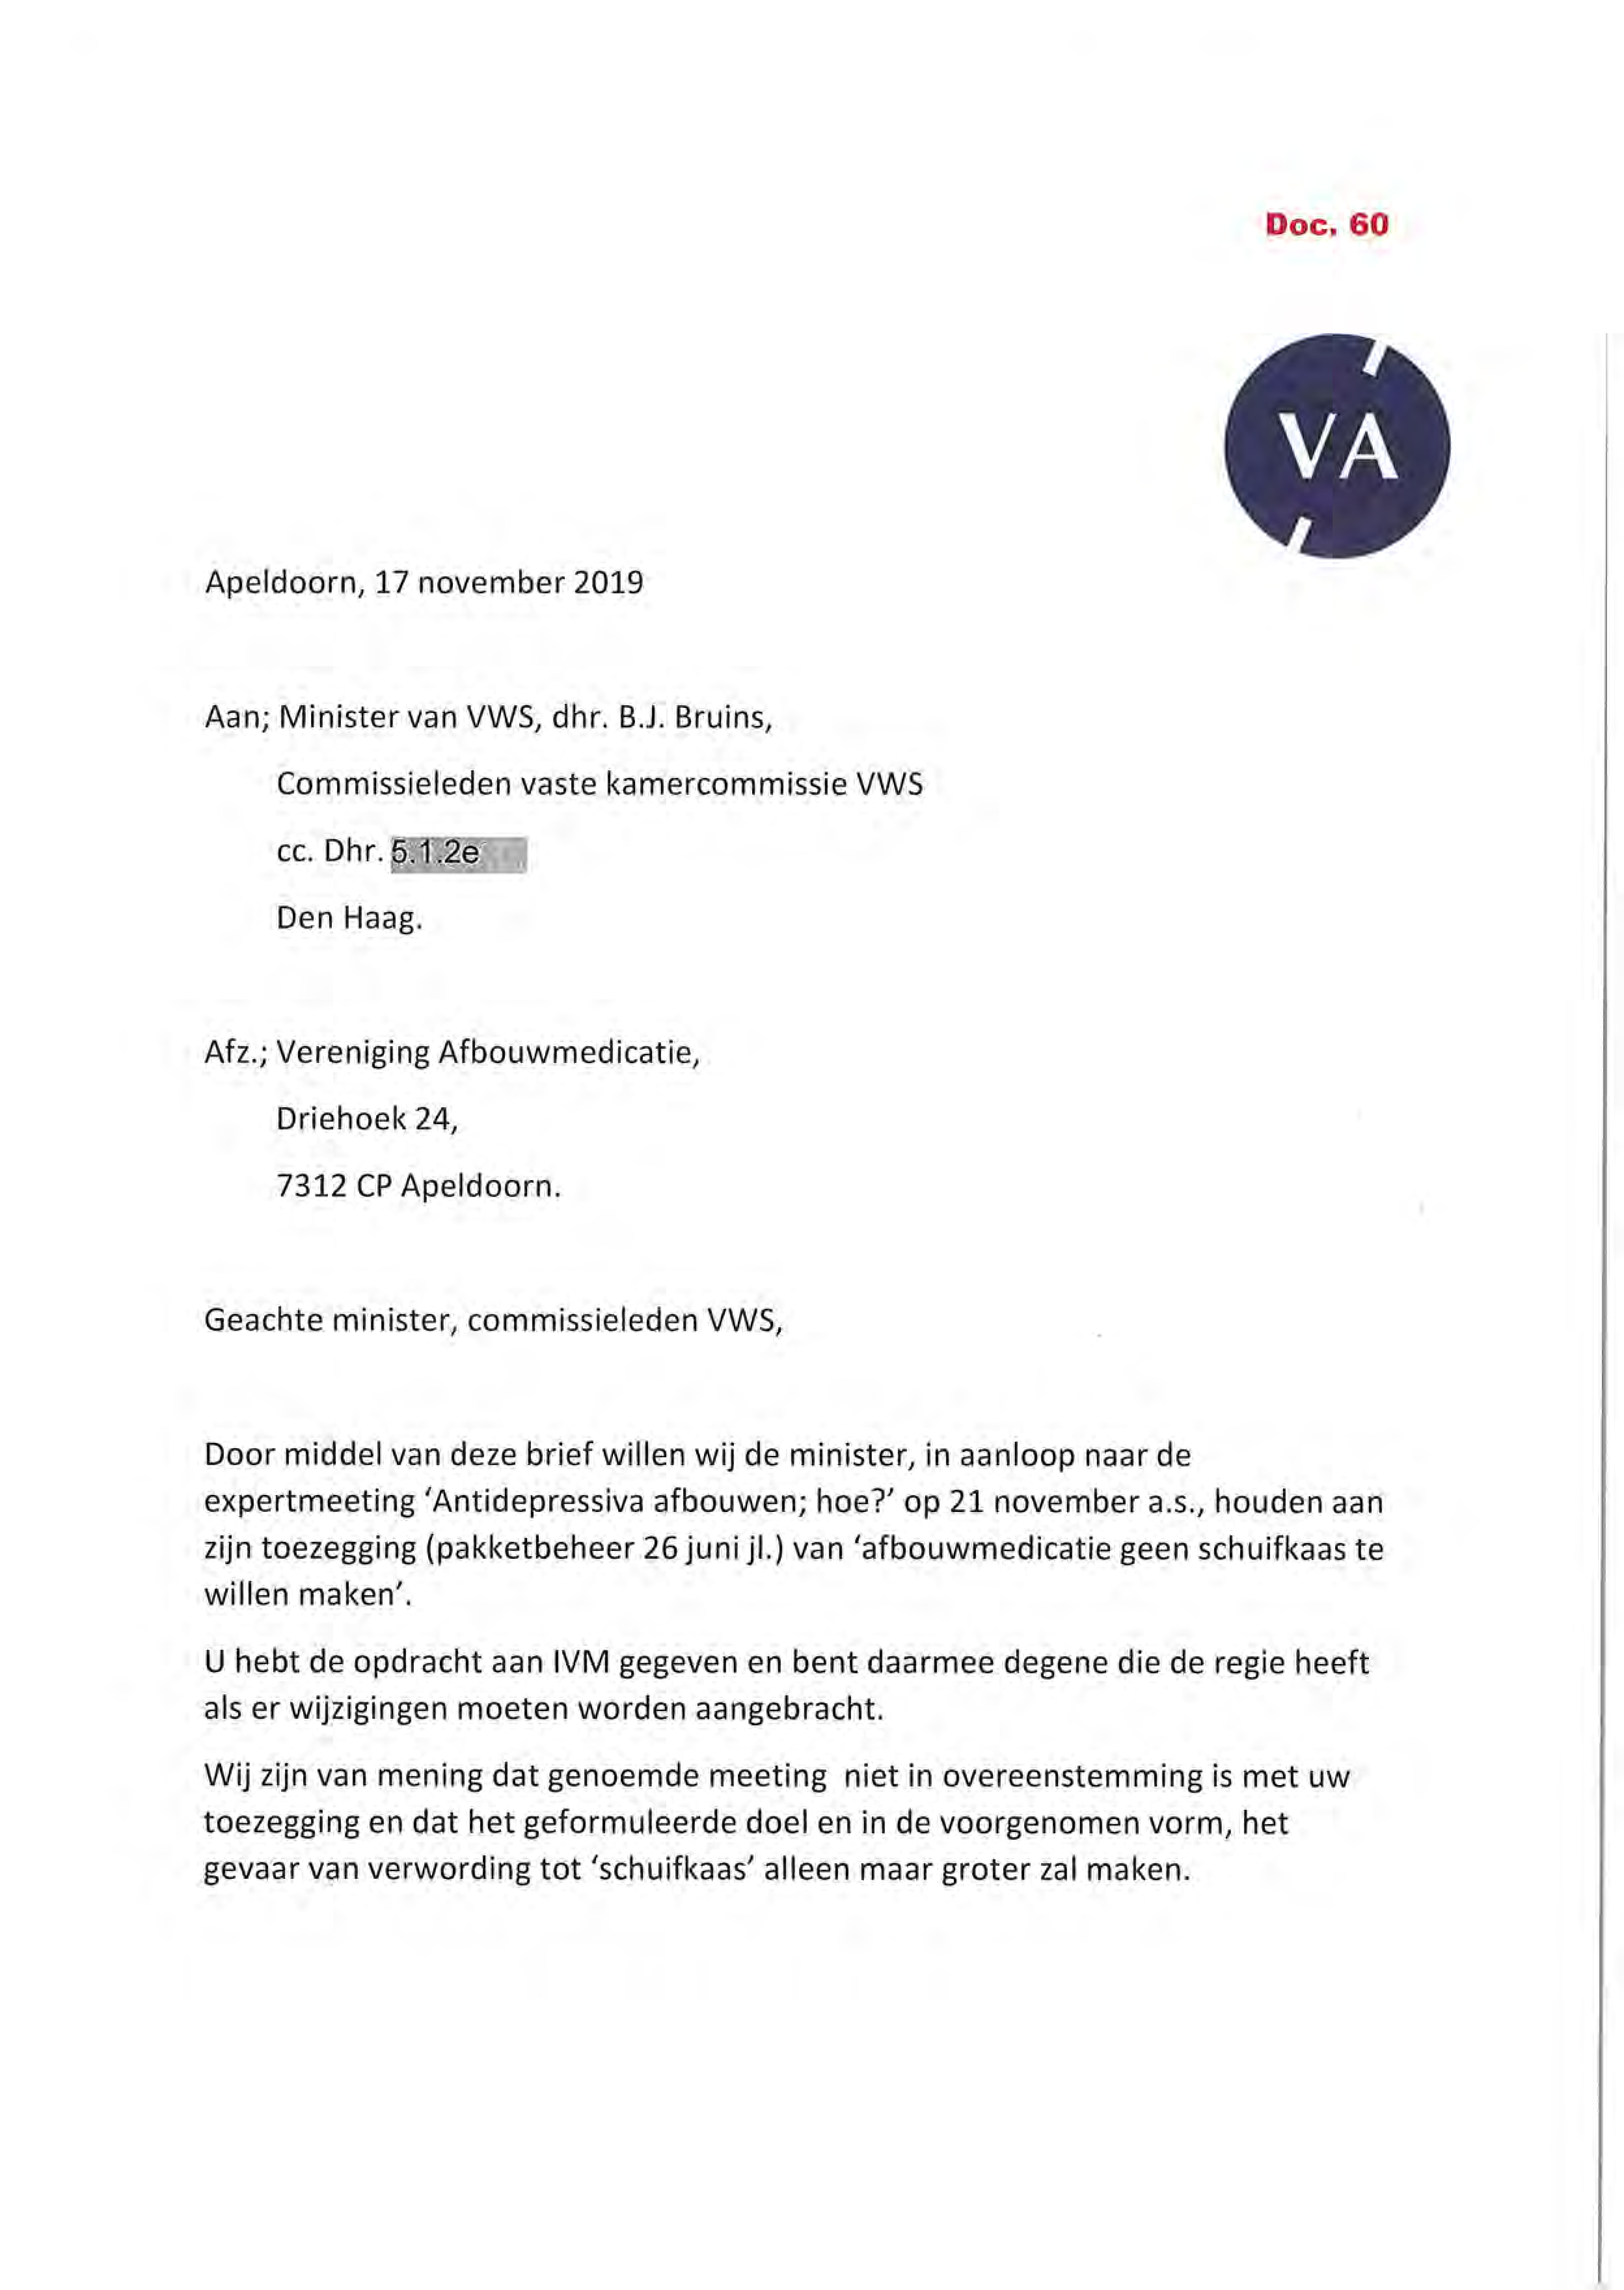 Doc. 60
VA
Apeldoorn, 17 november 2019
Aan; Minister van VWS, dhr. B.J. Bruins,
Commissieleden vaste kamercommissie VWS
cc. Dhr. 5.1.2e
Den Haag.
Afz.; Vereniging Afbouwmedicatie,
Driehoek 24,
7312 CP Apeldoorn.
Geachte minister, commissieleden VWS,
Door middel van deze brief willen wij de minister, in aanloop naar de
expertmeeting ‘Antidepressiva afbouwen; hoe?’ op 21 november a.s., houden aan
zijn toezegging (pakketbeheer 26 juni jl.) van ‘afbouwmedicatie geen schuifkaas te
willen maken’.
U hebt de opdracht aan IVM gegeven en bent daarmee degene die de regie heeft
als er wijzigingen moeten worden aangebracht.
Wij zijn van mening dat genoemde meeting niet in overeenstemming is met uw
toezegging en dat het geformuleerde doel en in de voorgenomen vorm, het
gevaar van verwording tot ‘schuifkaas’ alleen maar groter zal maken.